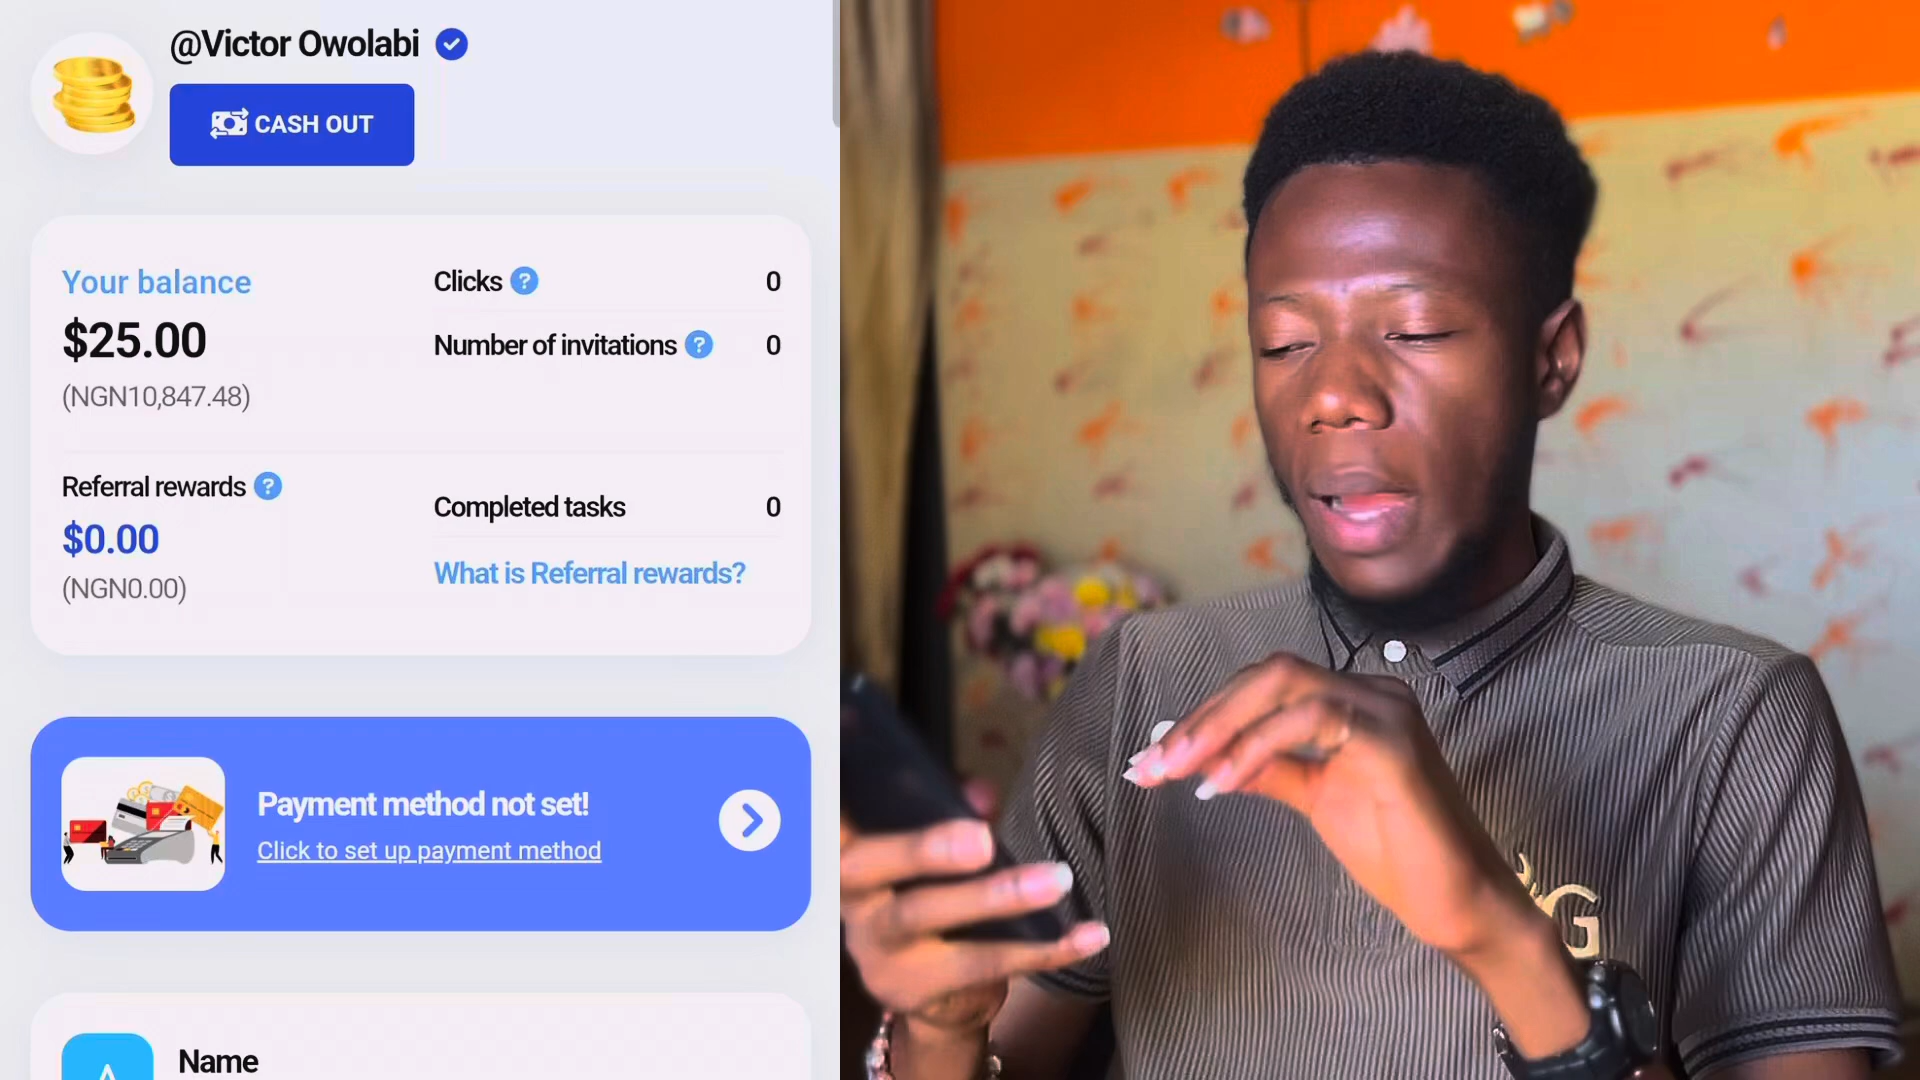 @Victor Owolabi
CASH OUT
Your balance
$25.00
(NGN10,847.48)
Clicks ? 0
Number of invitations ? 0
Referral rewards ?
$0.00
(NGN0.00)
Completed tasks 0
What is Referral rewards?
Payment method not set!
Click to set up payment method
Name
G